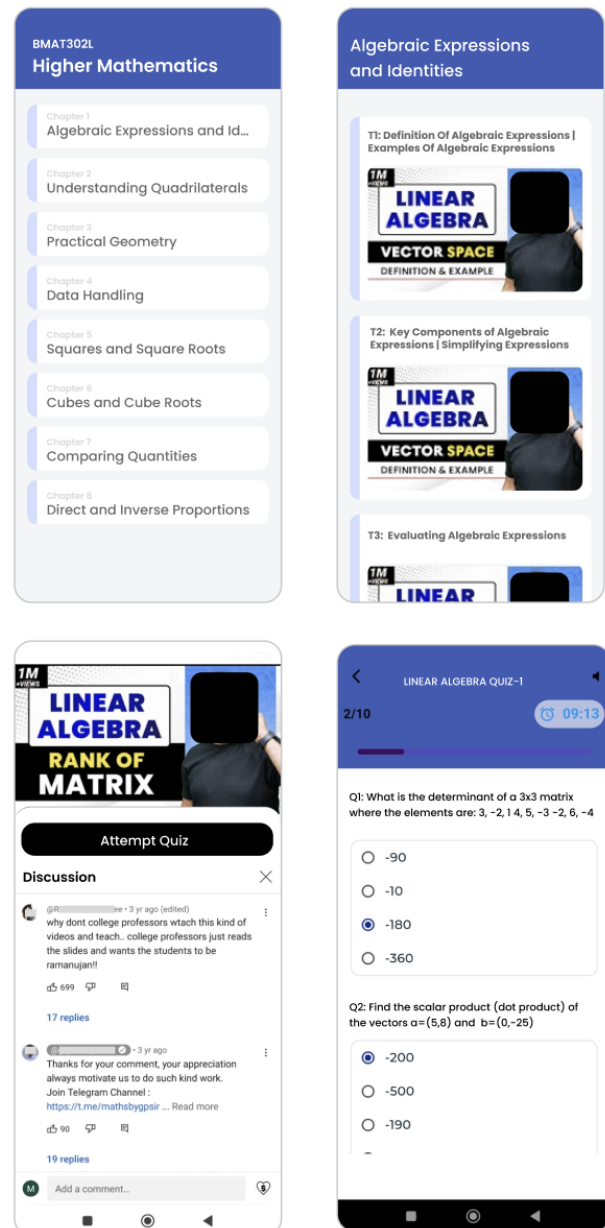 BMAT302L
Higher Mathematics
Chapter 1
Algebraic Expressions and Id...
Chapter 2
Understanding Quadrilaterals
Chapter 3
Practical Geometry
Chapter 4
Data Handling
Chapter 5
Squares and Square Roots
Chapter 6
Cubes and Cube Roots
Chapter 7
Comparing Quantities
Chapter 8
Direct and Inverse Proportions
Algebraic Expressions
and Identities
T1: Definition Of Algebraic Expressions |
Examples Of Algebraic Expressions
1M
+VIEWS
LINEAR
ALGEBRA
VECTOR SPACE
DEFINITION & EXAMPLE
T2: Key Components of Algebraic
Expressions | Simplifying Expressions
1M
+VIEWS
LINEAR
ALGEBRA
VECTOR SPACE
DEFINITION & EXAMPLE
T3: Evaluating Algebraic Expressions
1M
+VIEWS
LINEAR
1M
+VIEWS
LINEAR
ALGEBRA
RANK OF
MATRIX
Attempt Quiz
Discussion
@R ee • 3 yr ago (edited)
why dont college professors wtach this kind of
videos and teach.. college professors just reads
the slides and wants the students to be
ramanujan!!
699
17 replies
@ • 3 yr ago
Thanks for your comment, your appreciation
always motivate us to do such kind work.
Join Telegram Channel :
https://t.me/mathsbygpsir ... Read more
90
19 replies
M Add a comment... $
LINEAR ALGEBRA QUIZ-1
2/10 09:13
Q1: What is the determinant of a 3x3 matrix
where the elements are: 3, -2, 1 4, 5, -3 -2, 6, -4
-90
-10
-180
-360
Q2: Find the scalar product (dot product) of
the vectors a=(5,8) and b=(0,-25)
-200
-500
-190